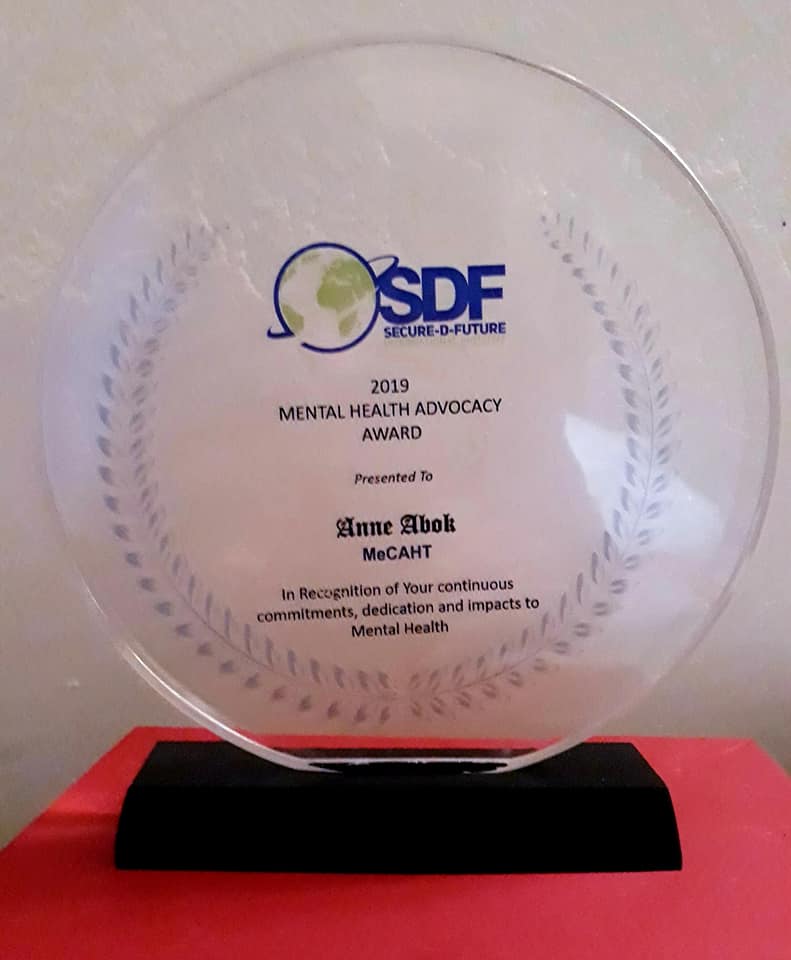 SDF
SECURE-D-FUTURE
2019
MENTAL HEALTH ADVOCACY
AWARD
Presented To
Anne Abok
MeCAHT
In Recognition of Your continuous
commitments, dedication and impacts to
Mental Health